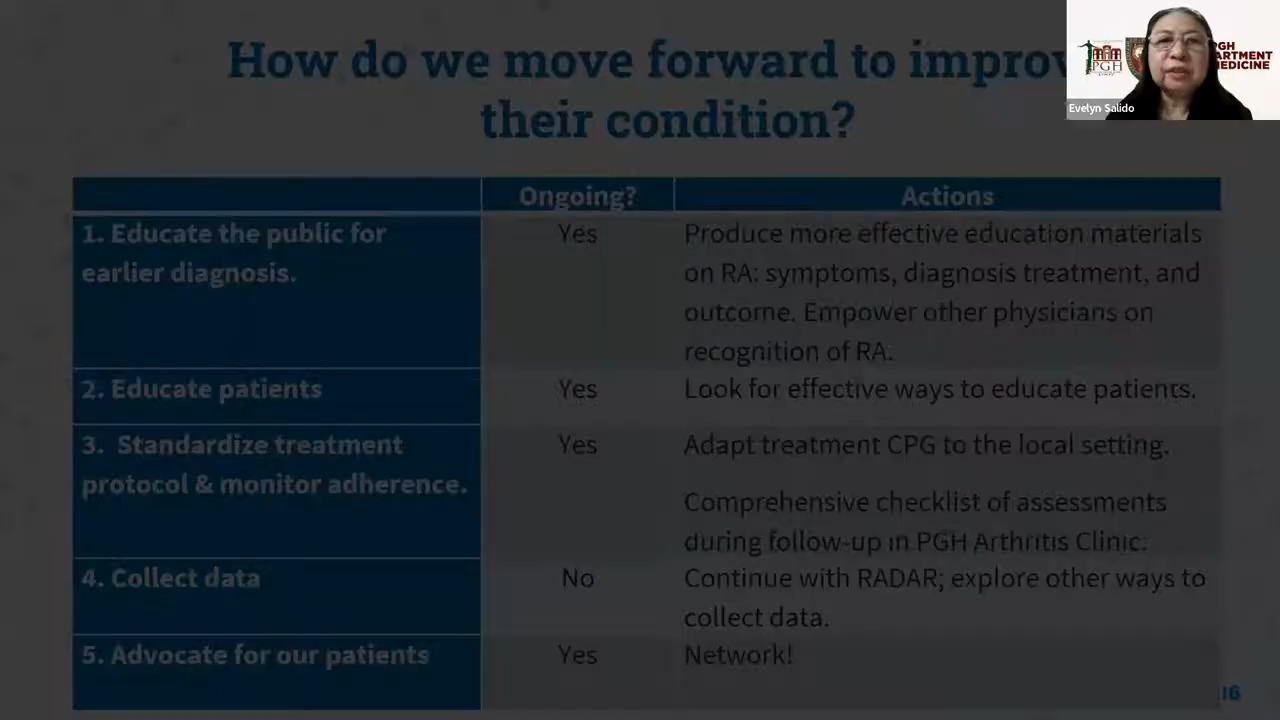 How do we move forward to improv
their condition?
PGH
PGH
ARTMENT
MEDICINE
Evelyn Salido
Ongoing?
Actions
1. Educate the public for
earlier diagnosis.
Yes
Produce more effective education materials
on RA: symptoms, diagnosis treatment, and
outcome. Empower other physicians on
recognition of RA.
2. Educate patients
Yes
Look for effective ways to educate patients.
3. Standardize treatment
protocol & monitor adherence.
Yes
Adapt treatment CPG to the local setting.
Comprehensive checklist of assessments
during follow-up in PGH Arthritis Clinic.
4. Collect data
No
Continue with RADAR; explore other ways to
collect data.
5. Advocate for our patients
Yes
Network!
16